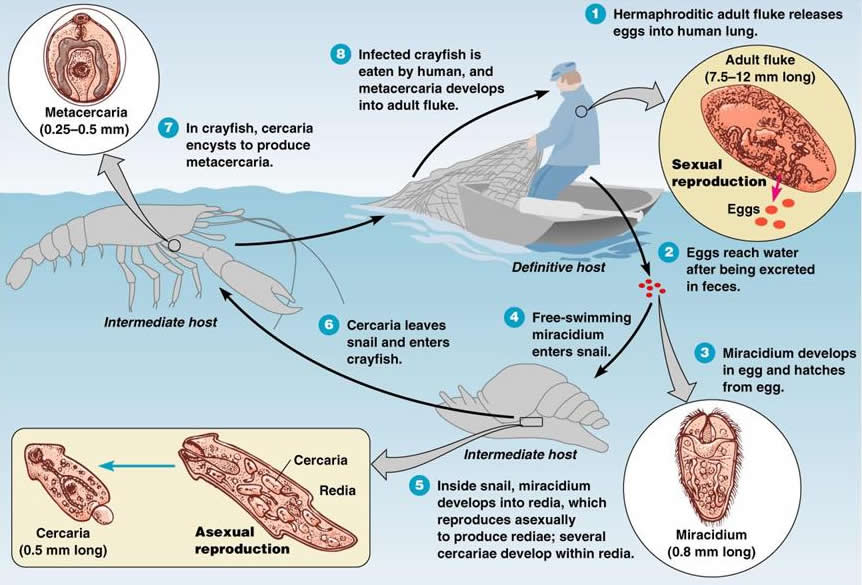 1 Hermaphroditic adult fluke releases
eggs into human lung.
Adult fluke
(7.5–12 mm long)
Sexual
reproduction
Eggs
2 Eggs reach water
after being excreted
in feces.
3 Miracidium develops
in egg and hatches
from egg.
Miracidium
(0.8 mm long)
4 Free-swimming
miracidium
enters snail.
Definitive host
Intermediate host
5 Inside snail, miracidium
develops into redia, which
reproduces asexually
to produce rediae; several
cercariae develop within redia.
Cercaria
Redia
Asexual
reproduction
Cercaria
(0.5 mm long)
6 Cercaria leaves
snail and enters
crayfish.
Intermediate host
7 In crayfish, cercaria
encysts to produce
metacercaria.
Metacercaria
(0.25–0.5 mm)
8 Infected crayfish is
eaten by human, and
metacercaria develops
into adult fluke.